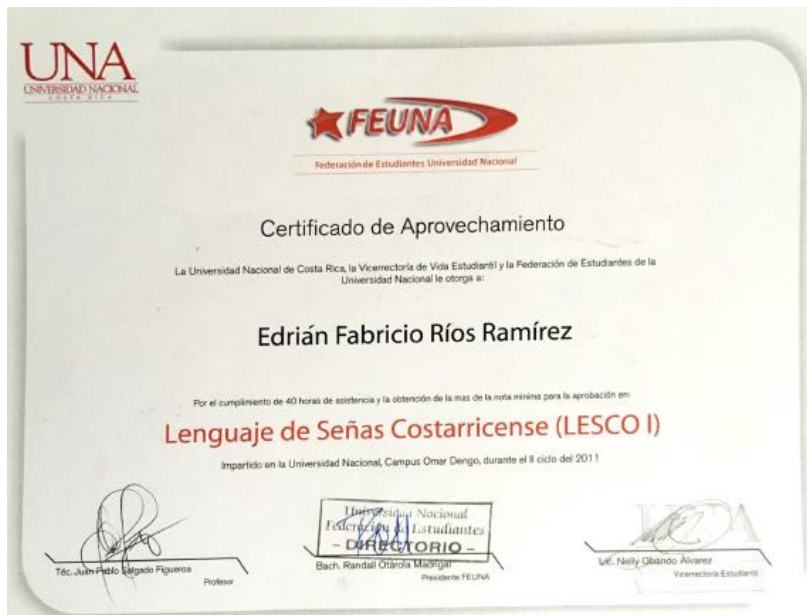 UNA
UNIVERSIDAD NACIONAL
COSTA RICA
FEUNA
Federación de Estudiantes Universidad Nacional
Certificado de Aprovechamiento
La Universidad Nacional de Costa Rica, la Vicerrectoría de Vida Estudiantil y la Federación de Estudiantes de la
Universidad Nacional le otorga a:
Edrián Fabricio Ríos Ramírez
Por el cumplimiento de 40 horas de asistencia y la obtención de la mas de la nota mínima para la aprobación en:
Lenguaje de Señas Costarricense (LESCO I)
Impartido en la Universidad Nacional, Campus Omar Dengo, durante el II ciclo del 2011
Universidad Nacional
Federación de Estudiantes
- DIRECTORIO -
Téc. Juan Pablo Salgado Figueroa
Profesor
Bach. Randall Otárola Madrigal
Presidente FEUNA
Lic. Nelly Obando Álvarez
Vicerrectoría Estudiantil